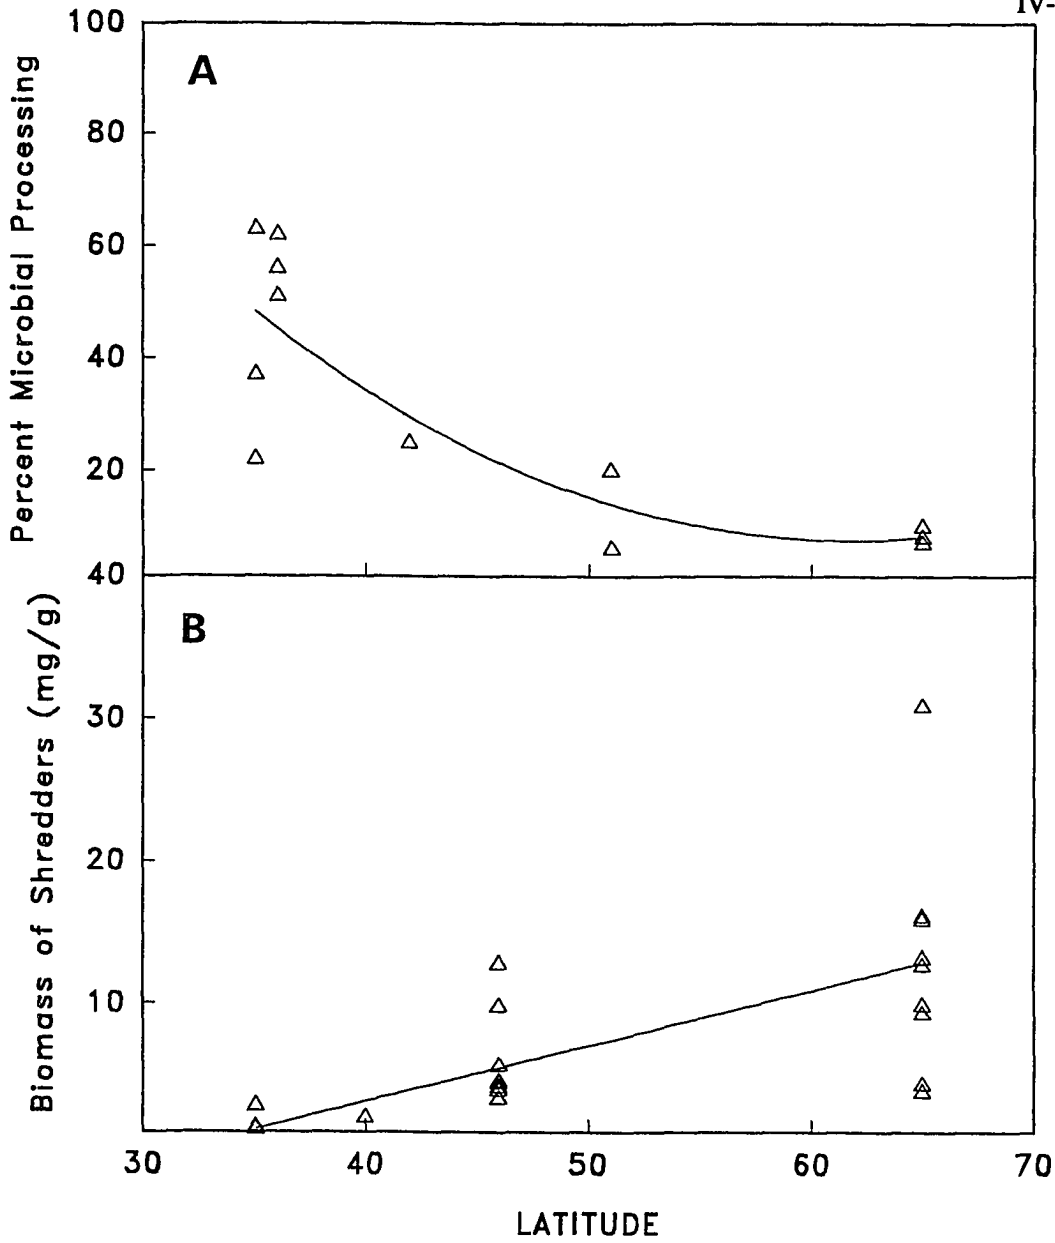 IV-
100
A
80
60
40
20
Percent Microbial Processing
40
B
30
20
10
Biomass of Shredders (mg/g)
30 40 50 60 70
LATITUDE